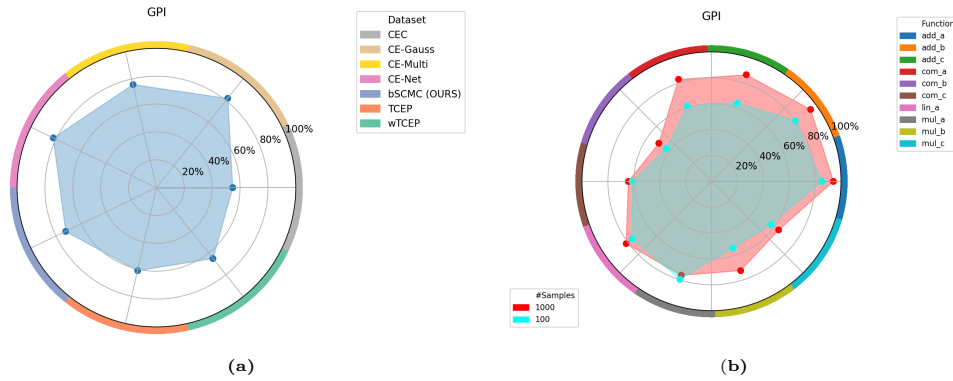 GPI
100%
80%
60%
40%
20%
Dataset
CEC
CE-Gauss
CE-Multi
CE-Net
bSCMC (OURS)
TCEP
wTCEP
(a)
GPI
100%
80%
60%
40%
20%
Function
add_a
add_b
add_c
com_a
com_b
com_c
lin_a
mul_a
mul_b
mul_c
#Samples
1000
100
(b)